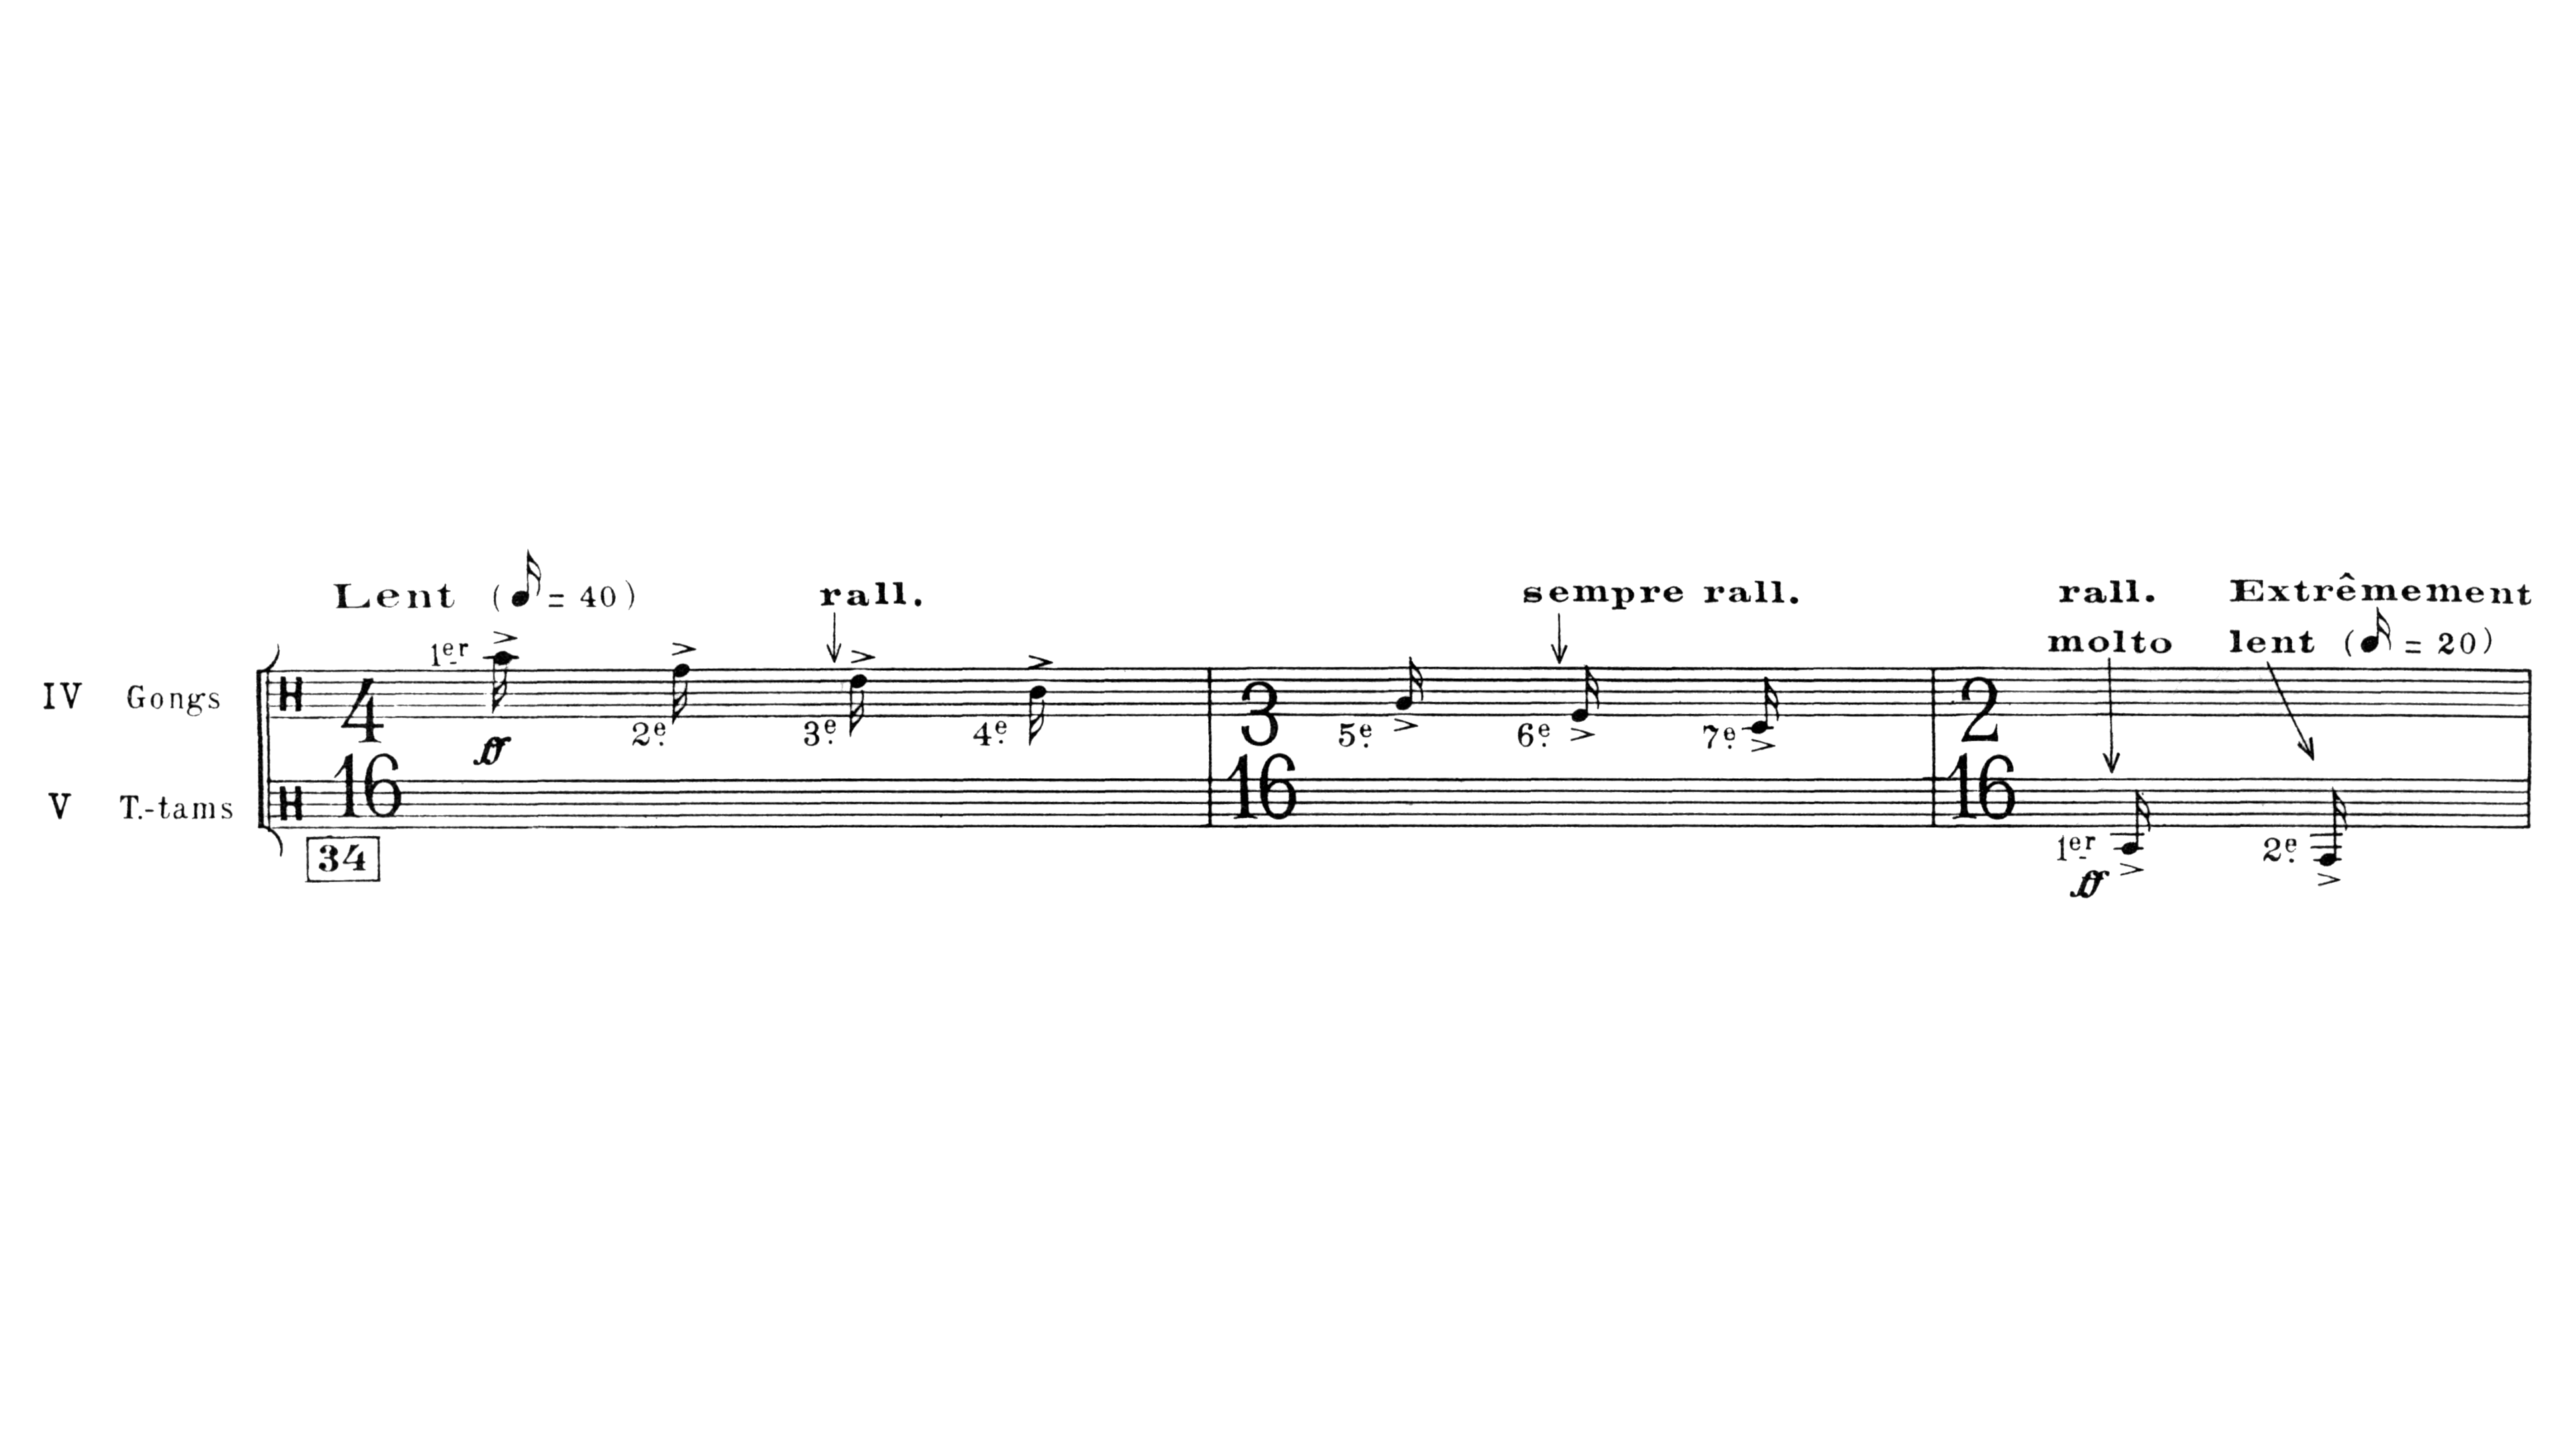 Lent ( = 40) rall. sempre rall. rall. Extrêmement
molto lent ( = 20)
1er
IV Gongs 4 3 2
2e. 3e. 4e. 5e. 6e. 7e.
ff
V T.-tams 16 16 16
34 1er 2e.
ff